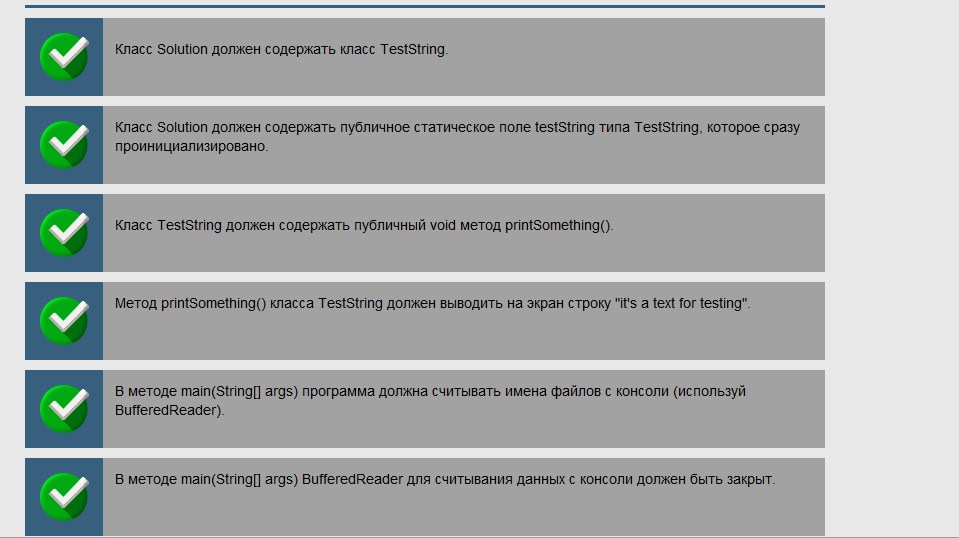 Класс Solution должен содержать класс TestString.
Класс Solution должен содержать публичное статическое поле testString типа TestString, которое сразу
проинициализировано.
Класс TestString должен содержать публичный void метод printSomething().
Метод printSomething() класса TestString должен выводить на экран строку "it's a text for testing".
В методе main(String[] args) программа должна считывать имена файлов с консоли (используй
BufferedReader).
В методе main(String[] args) BufferedReader для считывания данных с консоли должен быть закрыт.